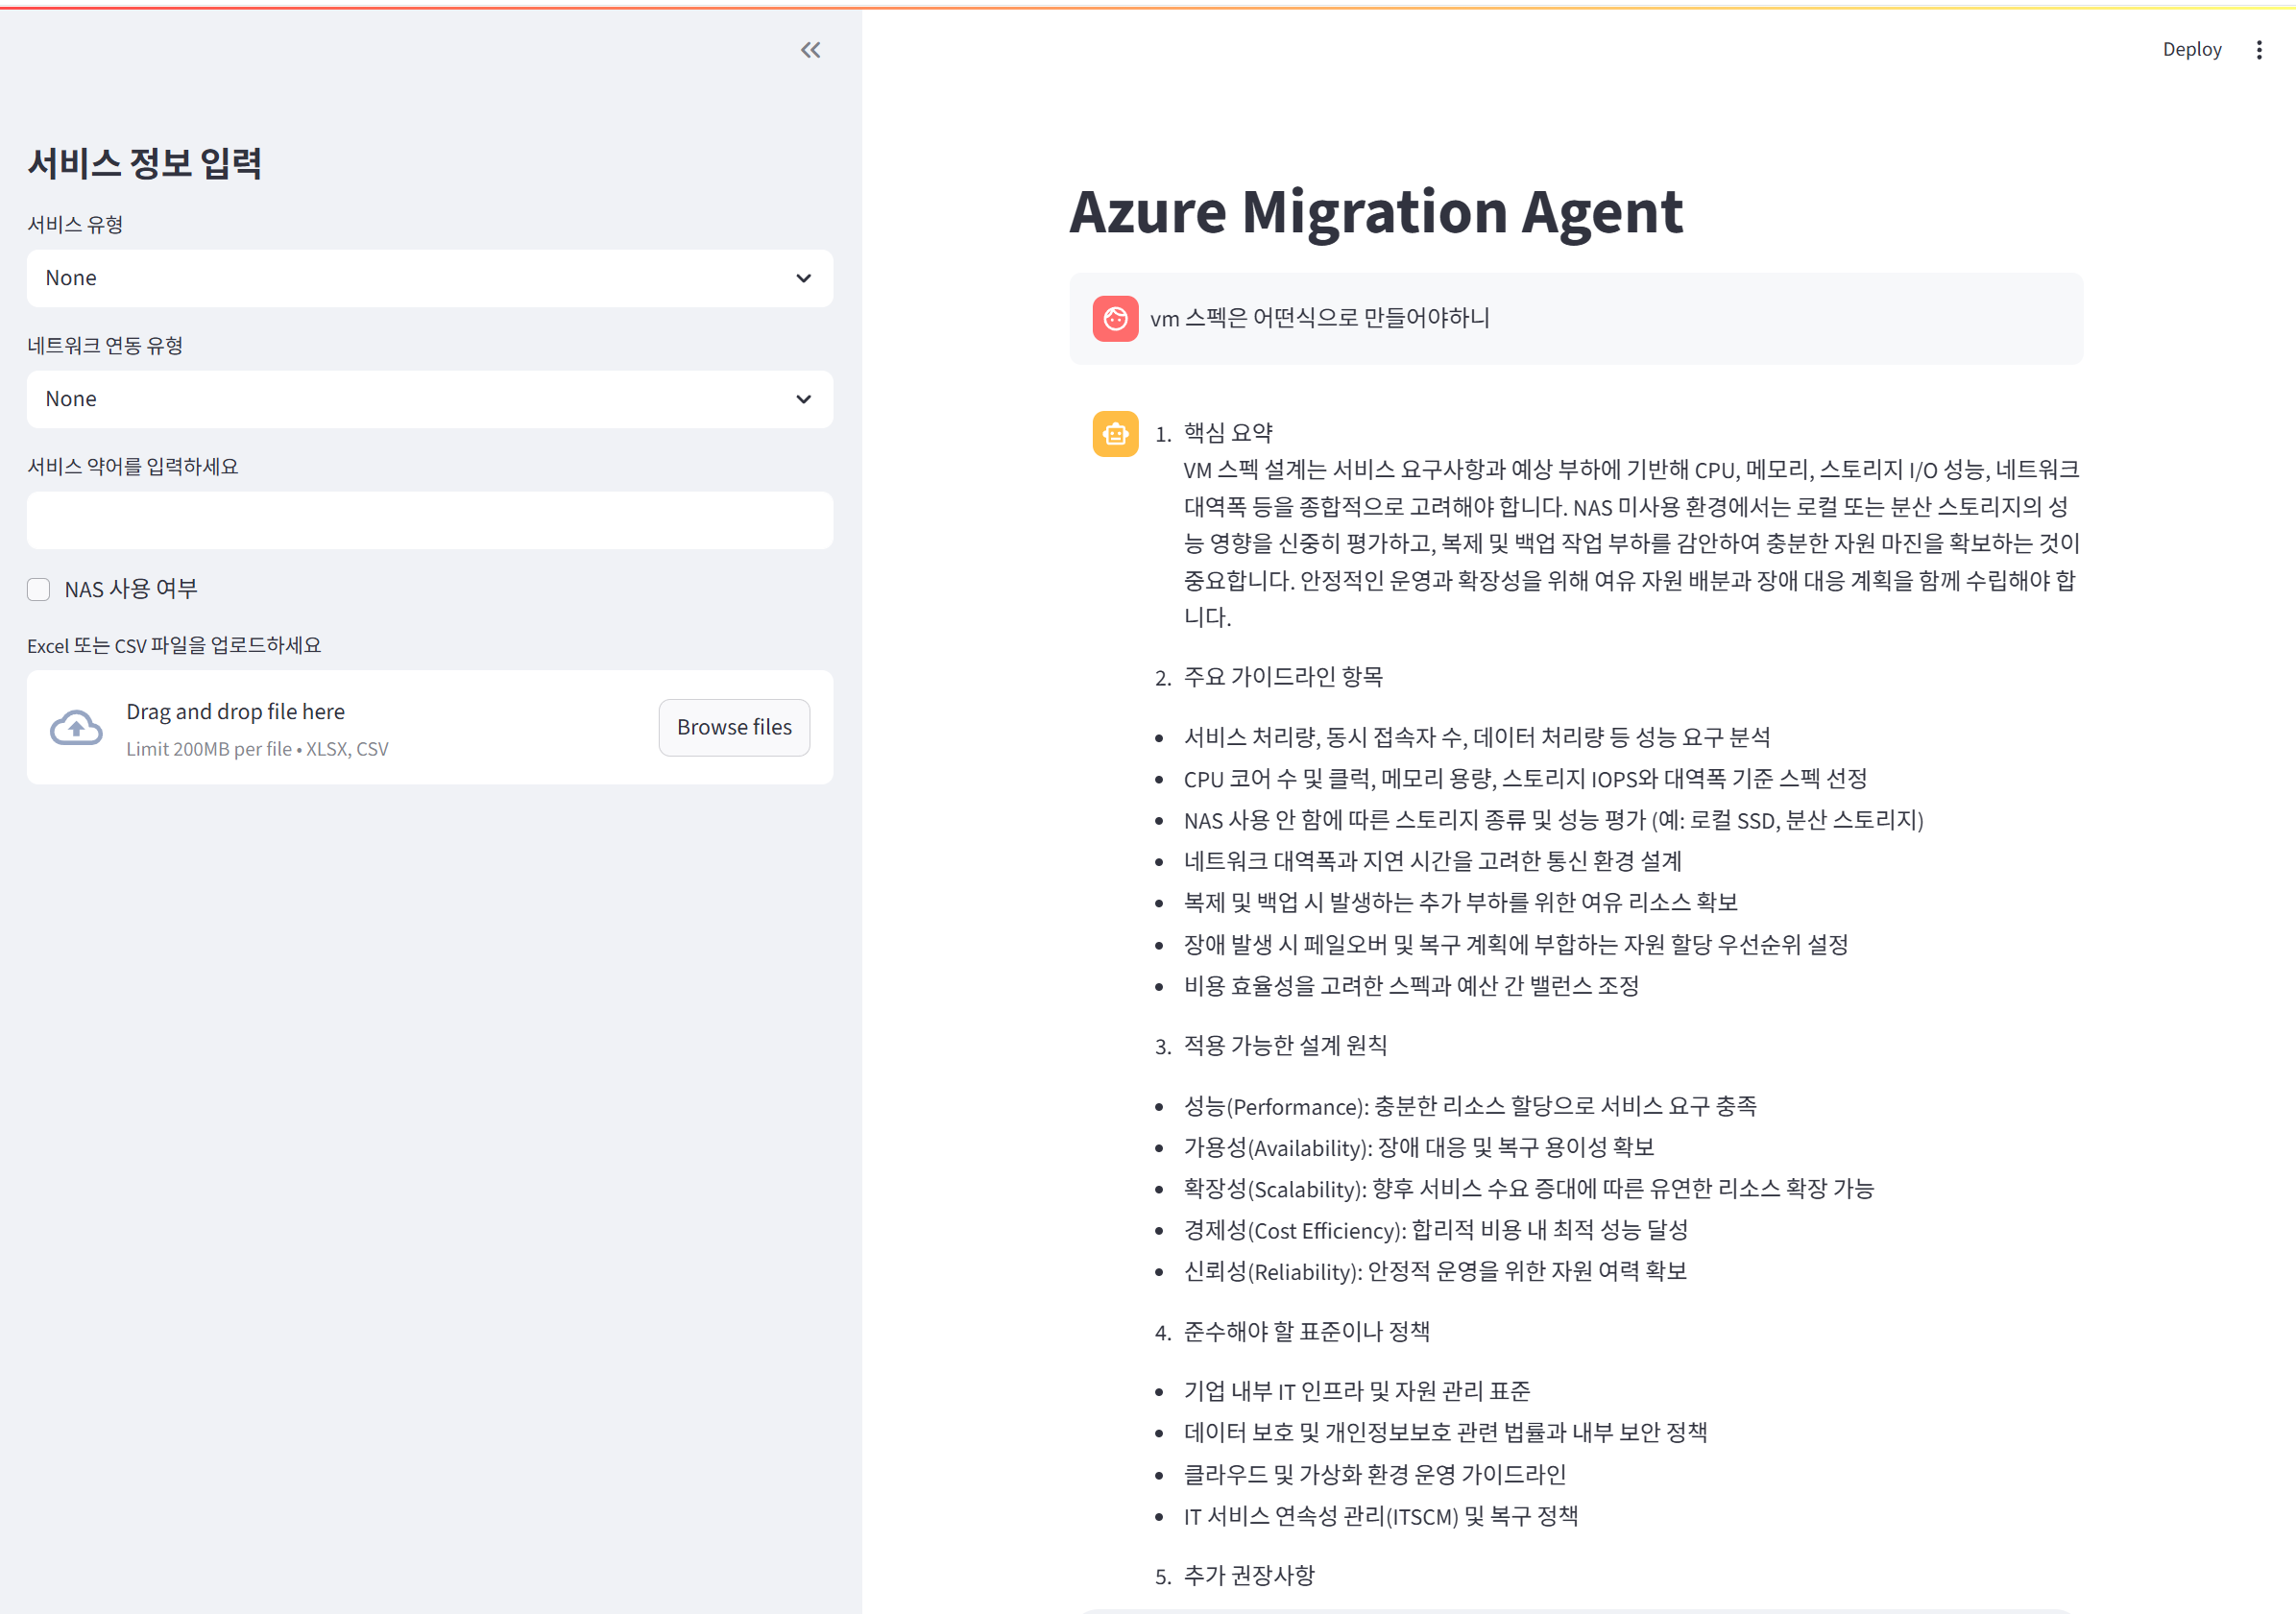 서비스 정보 입력
서비스 유형
None
네트워크 연동 유형
None
서비스 약어를 입력하세요
NAS 사용 여부
Excel 또는 CSV 파일을 업로드하세요
Drag and drop file here
Limit 200MB per file • XLSX, CSV
Browse files
Deploy
Azure Migration Agent
vm 스펙은 어떤식으로 만들어야하니
1. 핵심 요약
VM 스펙 설계는 서비스 요구사항과 예상 부하에 기반해 CPU, 메모리, 스토리지 I/O 성능, 네트워크
대역폭 등을 종합적으로 고려해야 합니다. NAS 미사용 환경에서는 로컬 또는 분산 스토리지의 성
능 영향을 신중히 평가하고, 복제 및 백업 작업 부하를 감안하여 충분한 자원 마진을 확보하는 것이
중요합니다. 안정적인 운영과 확장성을 위해 여유 자원 배분과 장애 대응 계획을 함께 수립해야 합
니다.
2. 주요 가이드라인 항목
• 서비스 처리량, 동시 접속자 수, 데이터 처리량 등 성능 요구 분석
• CPU 코어 수 및 클럭, 메모리 용량, 스토리지 IOPS와 대역폭 기준 스펙 선정
• NAS 사용 안 함에 따른 스토리지 종류 및 성능 평가 (예: 로컬 SSD, 분산 스토리지)
• 네트워크 대역폭과 지연 시간을 고려한 통신 환경 설계
• 복제 및 백업 시 발생하는 추가 부하를 위한 여유 리소스 확보
• 장애 발생 시 페일오버 및 복구 계획에 부합하는 자원 할당 우선순위 설정
• 비용 효율성을 고려한 스펙과 예산 간 밸런스 조정
3. 적용 가능한 설계 원칙
• 성능(Performance): 충분한 리소스 할당으로 서비스 요구 충족
• 가용성(Availability): 장애 대응 및 복구 용이성 확보
• 확장성(Scalability): 향후 서비스 수요 증대에 따른 유연한 리소스 확장 가능
• 경제성(Cost Efficiency): 합리적 비용 내 최적 성능 달성
• 신뢰성(Reliability): 안정적 운영을 위한 자원 여력 확보
4. 준수해야 할 표준이나 정책
• 기업 내부 IT 인프라 및 자원 관리 표준
• 데이터 보호 및 개인정보보호 관련 법률과 내부 보안 정책
• 클라우드 및 가상화 환경 운영 가이드라인
• IT 서비스 연속성 관리(ITSCM) 및 복구 정책
5. 추가 권장사항